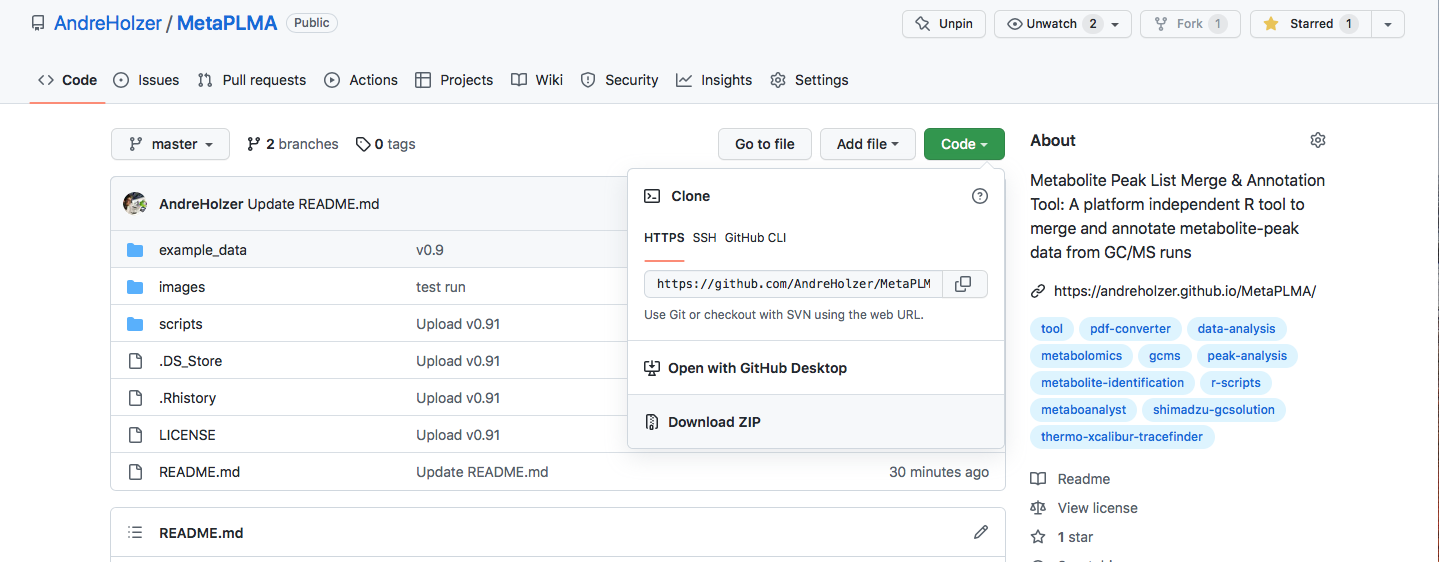 AndreHolzer / MetaPLMA Public
Unpin Unwatch 2 Fork 1 Starred 1
Code Issues Pull requests Actions Projects Wiki Security Insights Settings
master 2 branches 0 tags Go to file Add file Code
AndreHolzer Update README.md
example_data v0.9
images test run
scripts Upload v0.91
.DS_Store Upload v0.91
.Rhistory Upload v0.91
LICENSE Upload v0.91
README.md Update README.md 30 minutes ago
README.md
Clone
HTTPS SSH GitHub CLI
https://github.com/AndreHolzer/MetaPLM
Use Git or checkout with SVN using the web URL.
Open with GitHub Desktop
Download ZIP
About
Metabolite Peak List Merge & Annotation
Tool: A platform independent R tool to
merge and annotate metabolite-peak
data from GC/MS runs
https://andreholzer.github.io/MetaPLMA/
tool pdf-converter data-analysis
metabolomics gcms peak-analysis
metabolite-identification r-scripts
metaboanalyst shimadzu-gcsolution
thermo-xcalibur-tracefinder
Readme
View license
1 star